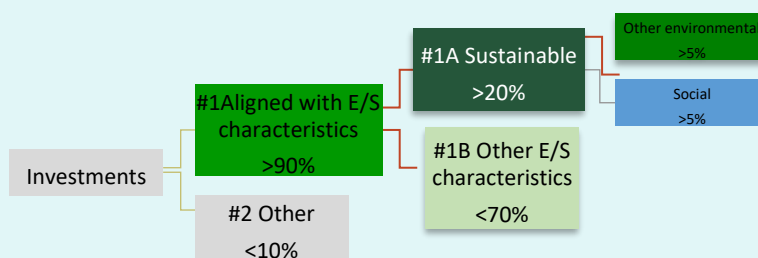 Investments
#1Aligned with E/S
characteristics
>90%
#2 Other
<10%
#1A Sustainable
>20%
#1B Other E/S
characteristics
<70%
Other environmental
>5%
Social
>5%